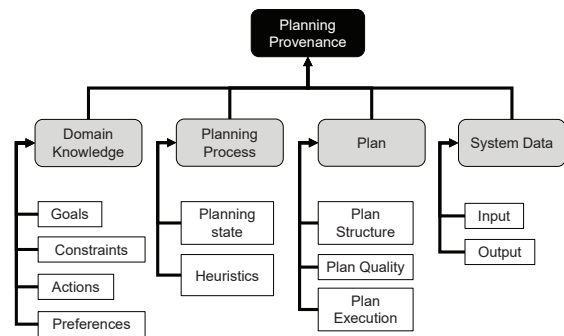 Planning
Provenance
Domain
Knowledge
Planning
Process
Plan
System Data
Goals
Constraints
Actions
Preferences
Planning
state
Heuristics
Plan
Structure
Plan Quality
Plan
Execution
Input
Output